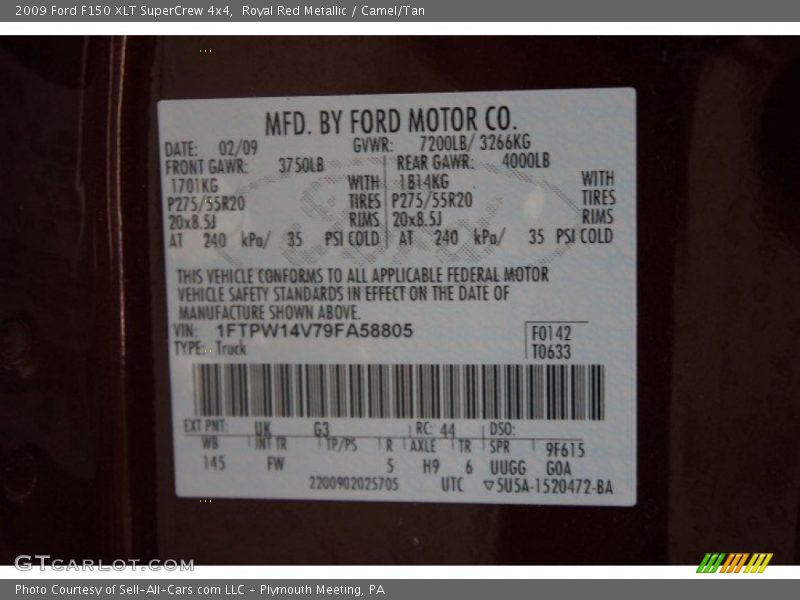 2009 Ford F150 XLT SuperCrew 4x4, Royal Red Metallic / Camel/Tan
MFD. BY FORD MOTOR CO.
DATE: 02/09 GVWR: 7200LB/ 3266KG
FRONT GAWR: 3750LB REAR GAWR: 4000LB
1701KG WITH 1814KG WITH
P275/55R20 TIRES P275/55R20 TIRES
20x8.5J RIMS 20x8.5J RIMS
AT 240 kPa/ 35 PSI COLD AT 240 kPa/ 35 PSI COLD
THIS VEHICLE CONFORMS TO ALL APPLICABLE FEDERAL MOTOR
VEHICLE SAFETY STANDARDS IN EFFECT ON THE DATE OF
MANUFACTURE SHOWN ABOVE.
VIN: 1FTPW14V79FA58805 F0142
TYPE: Truck T0633
EXT PNT: UK G3 RC: 44 DSO:
WB INT TR TP/PS R AXLE TR SPR 9F615
145 FW 5 H9 6 UUGG GOA
2200902025705 UTC ▽5U5A-1520472-BA
GTCarLot.com
Photo Courtesy of Sell-All-Cars.com LLC - Plymouth Meeting, PA